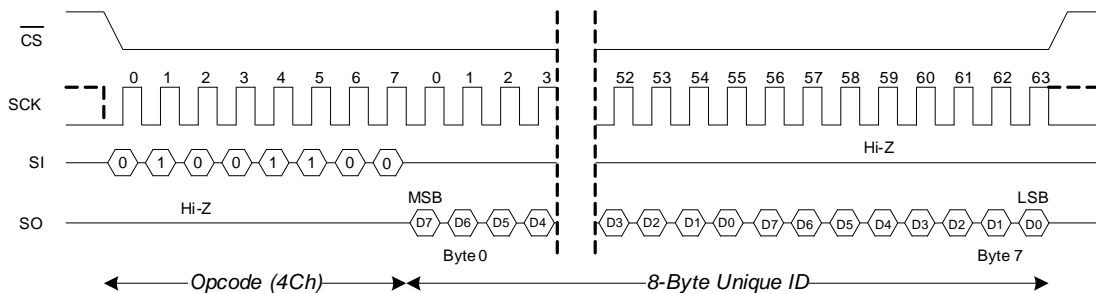 CS
0 1 2 3 4 5 6 7 0 1 2 3 52 53 54 55 56 57 58 59 60 61 62 63
SCK
Hi-Z
SI 0 1 0 0 1 1 0 0
MSB LSB
Hi-Z
SO D7 D6 D5 D4 D3 D2 D1 D0 D7 D6 D5 D4 D3 D2 D1 D0
Byte 0 Byte 7
Opcode (4Ch) 8-Byte Unique ID